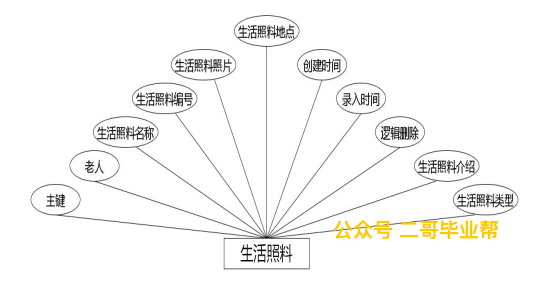 生活照料地点
生活照料照片
创建时间
生活照料编号
录入时间
生活照料名称
逻辑删除
老人
生活照料介绍
主键
生活照料类型
公众号 二哥毕业帮
生活照料